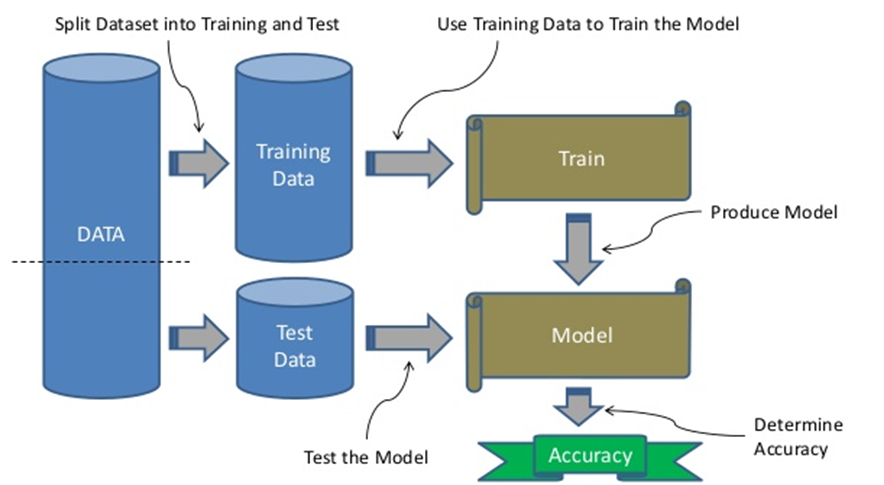 Split Dataset into Training and Test
Use Training Data to Train the Model
Training
Data
Train
DATA
Produce Model
Test
Data
Model
Test the Model
Determine
Accuracy
Accuracy